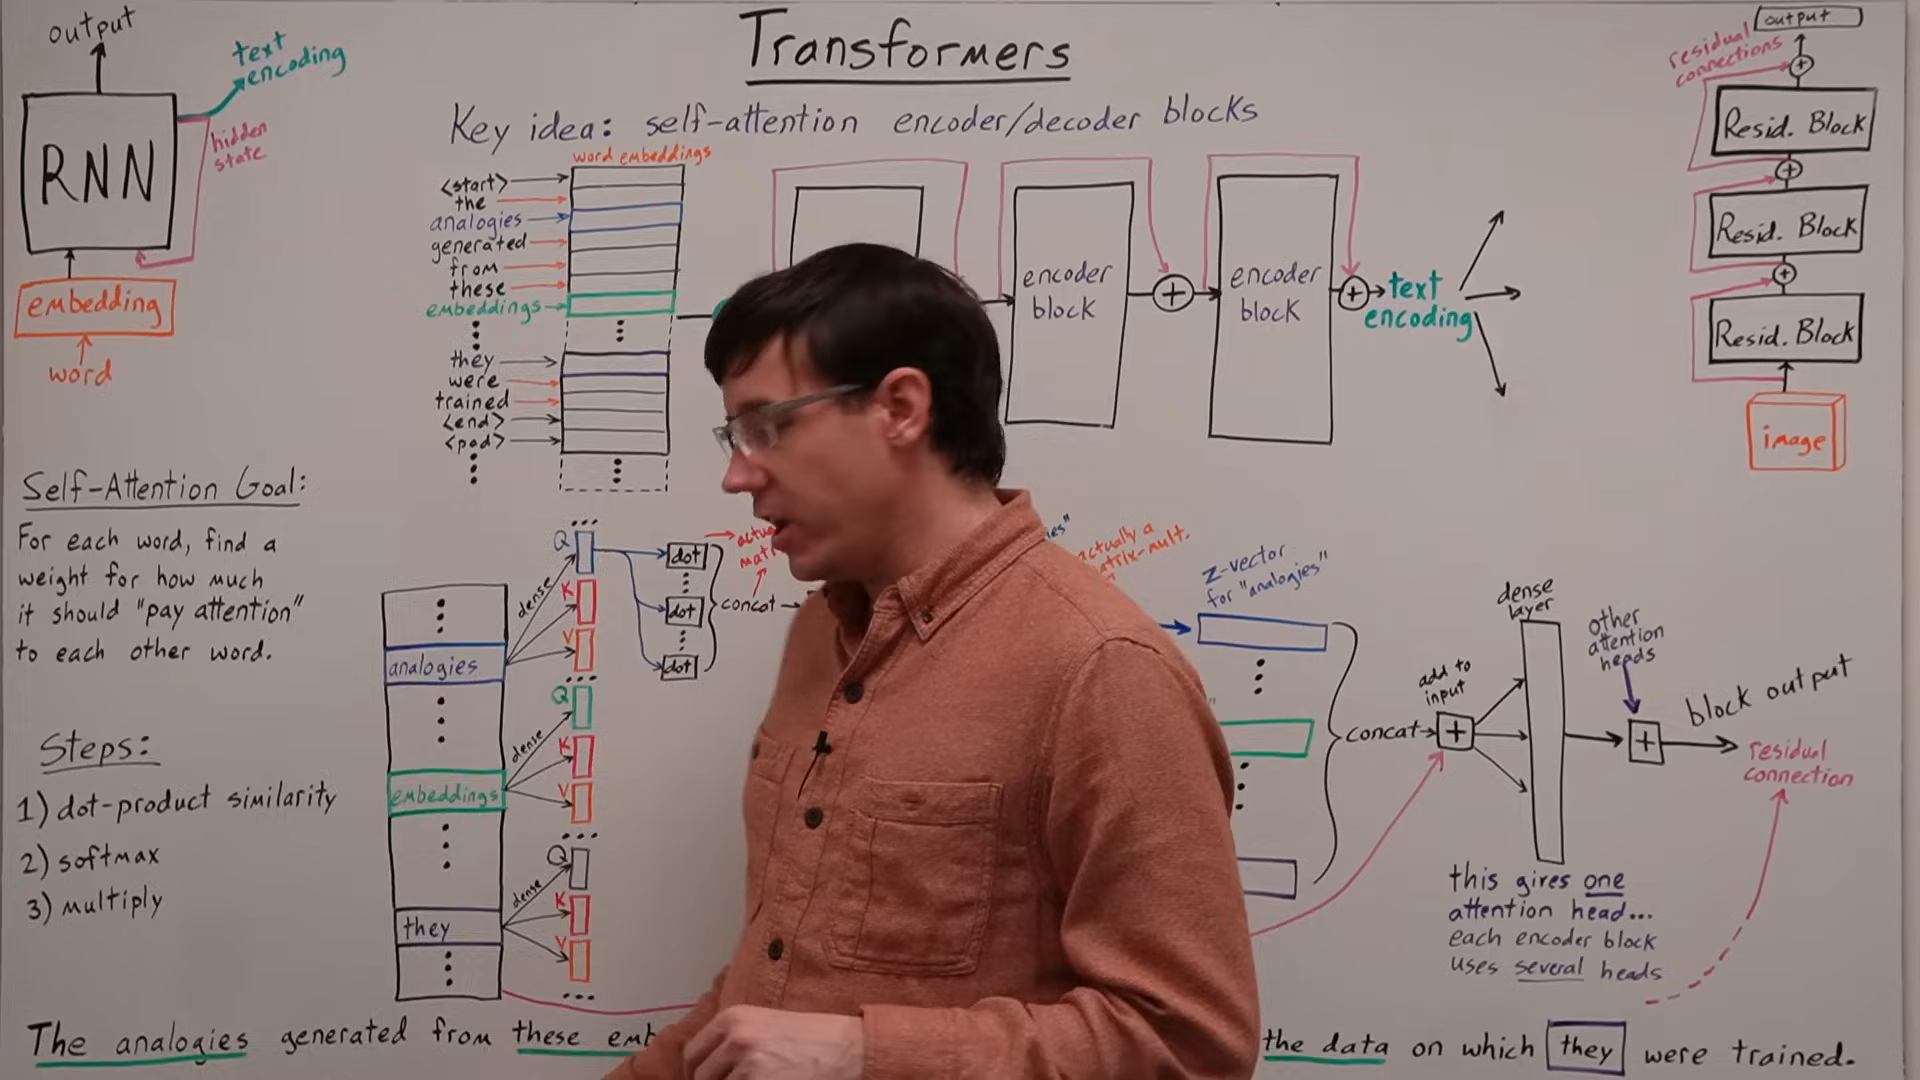 Transformers
Key idea: self-attention encoder/decoder blocks
output
text
encoding
hidden
state
RNN
embedding
word
word embeddings
<start>
the
analogies
generated
from
these
embeddings
they
were
trained
<end>
<pad>
encoder
block
encoder
block
text
encoding
output
residual
connections
Resid. Block
Resid. Block
Resid. Block
image
Self-Attention Goal:
For each word, find a
weight for how much
it should "pay attention"
to each other word.
Steps:
1) dot-product similarity
2) softmax
3) multiply
analogies
embeddings
they
dense
Q
K
V
dense
Q
K
V
dense
Q
K
V
dot
dot
dot
concat
actually a
matrix-mult.
z-vector
for "analogies"
concat
add to
input
dense
layer
other
attention
heads
block output
residual
connection
this gives one
attention head...
each encoder block
uses several heads
The analogies generated from these emb the data on which they were trained.